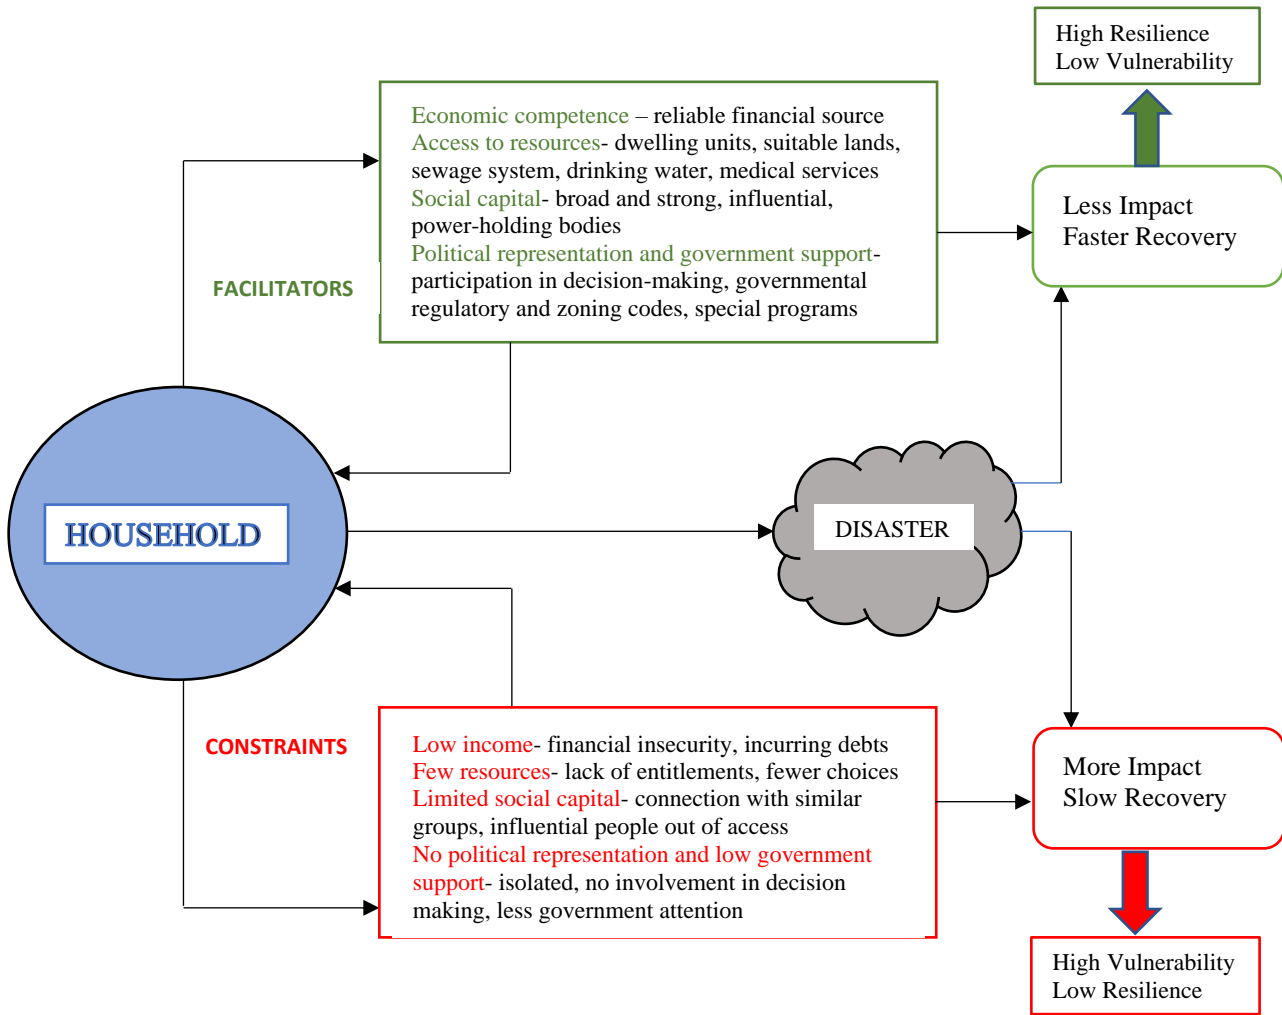 High Resilience
Low Vulnerability
Economic competence – reliable financial source
Access to resources- dwelling units, suitable lands,
sewage system, drinking water, medical services
Social capital- broad and strong, influential,
power-holding bodies
Political representation and government support-
participation in decision-making, governmental
regulatory and zoning codes, special programs
Less Impact
Faster Recovery
FACILITATORS
HOUSEHOLD
DISASTER
CONSTRAINTS
Low income- financial insecurity, incurring debts
Few resources- lack of entitlements, fewer choices
Limited social capital- connection with similar
groups, influential people out of access
No political representation and low government
support- isolated, no involvement in decision
making, less government attention
More Impact
Slow Recovery
High Vulnerability
Low Resilience